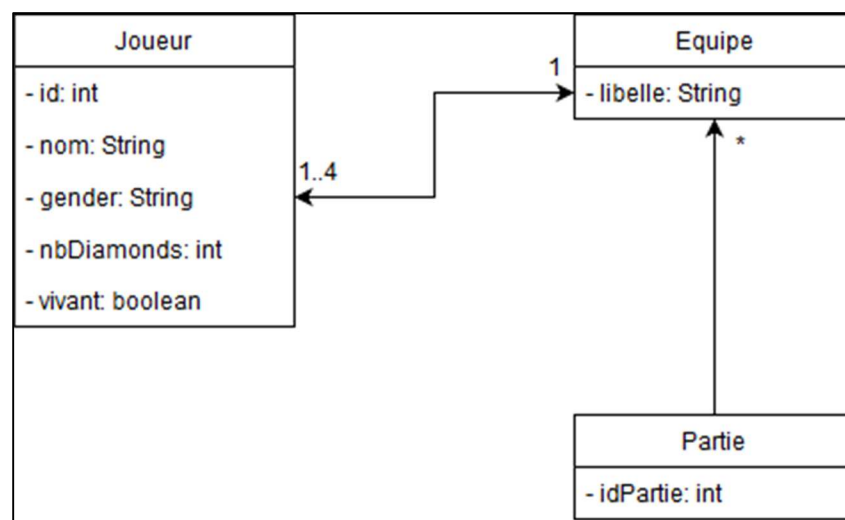 Joueur
- id: int
- nom: String
- gender: String
- nbDiamonds: int
- vivant: boolean
1..4
1
Equipe
- libelle: String
*
Partie
- idPartie: int